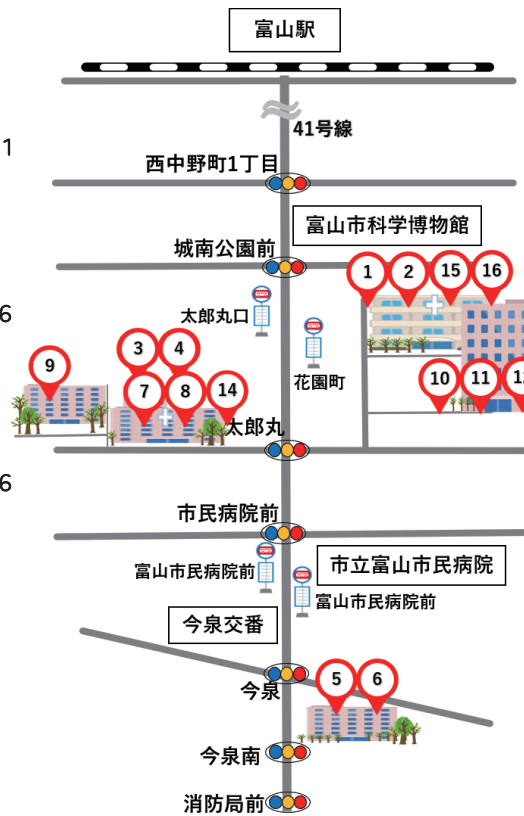 富山駅
41号線
1
西中野町1丁目
富山市科学博物館
城南公園前
1
2
15
16
6
太郎丸口
花園町
3
4
9
7
8
14
10
11
太郎丸
6
市民病院前
富山市民病院前
市立富山市民病院
富山市民病院前
今泉交番
今泉
5
6
今泉南
消防局前